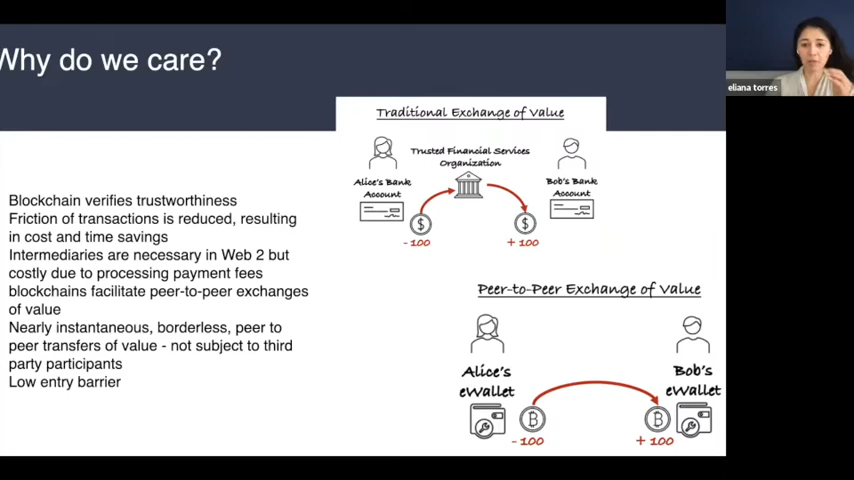 Why do we care?
eliana torres
Traditional Exchange of Value
Trusted Financial Services
Organization
Alice's Bank
Account
Bob's Bank
Account
$
$
- 100
+ 100
Blockchain verifies trustworthiness
Friction of transactions is reduced, resulting
in cost and time savings
Intermediaries are necessary in Web 2 but
costly due to processing payment fees
blockchains facilitate peer-to-peer exchanges
of value
Nearly instantaneous, borderless, peer to
peer transfers of value - not subject to third
party participants
Low entry barrier
Peer-to-Peer Exchange of Value
Alice's
eWallet
Bob's
eWallet
₿
₿
- 100
+ 100